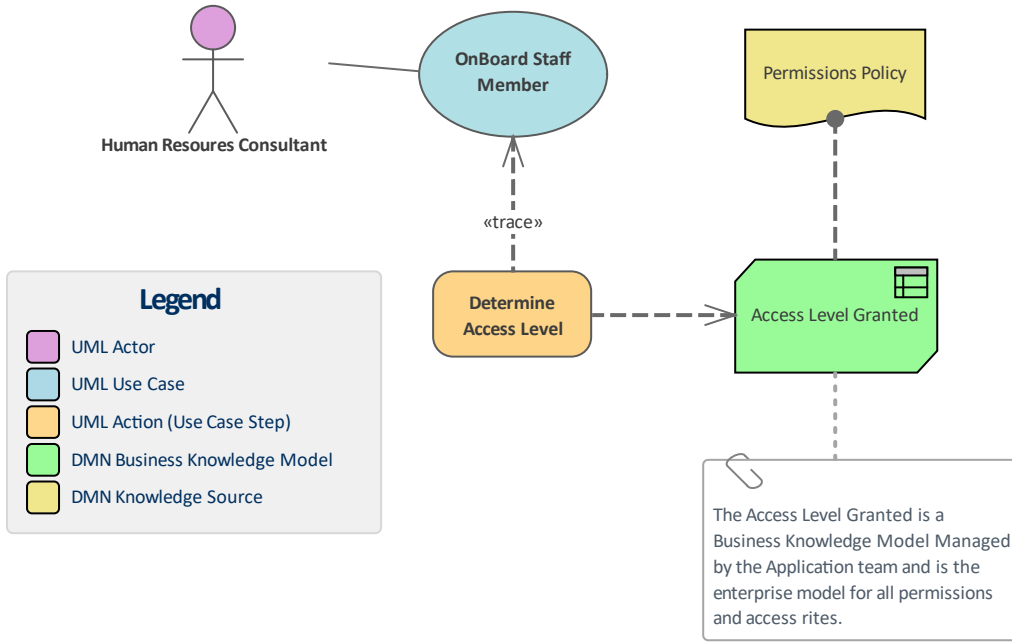 OnBoard Staff
Member
Permissions Policy
Human Resoures Consultant
«trace»
Legend
UML Actor
UML Use Case
UML Action (Use Case Step)
DMN Business Knowledge Model
DMN Knowledge Source
Determine
Access Level
Access Level Granted
The Access Level Granted is a
Business Knowledge Model Managed
by the Application team and is the
enterprise model for all permissions
and access rites.